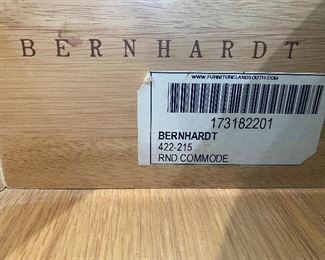 BERNHARDT
WWW.FURNITURELANDSOUTH.COM
173182201
BERNHARDT
422-215
RND COMMODE